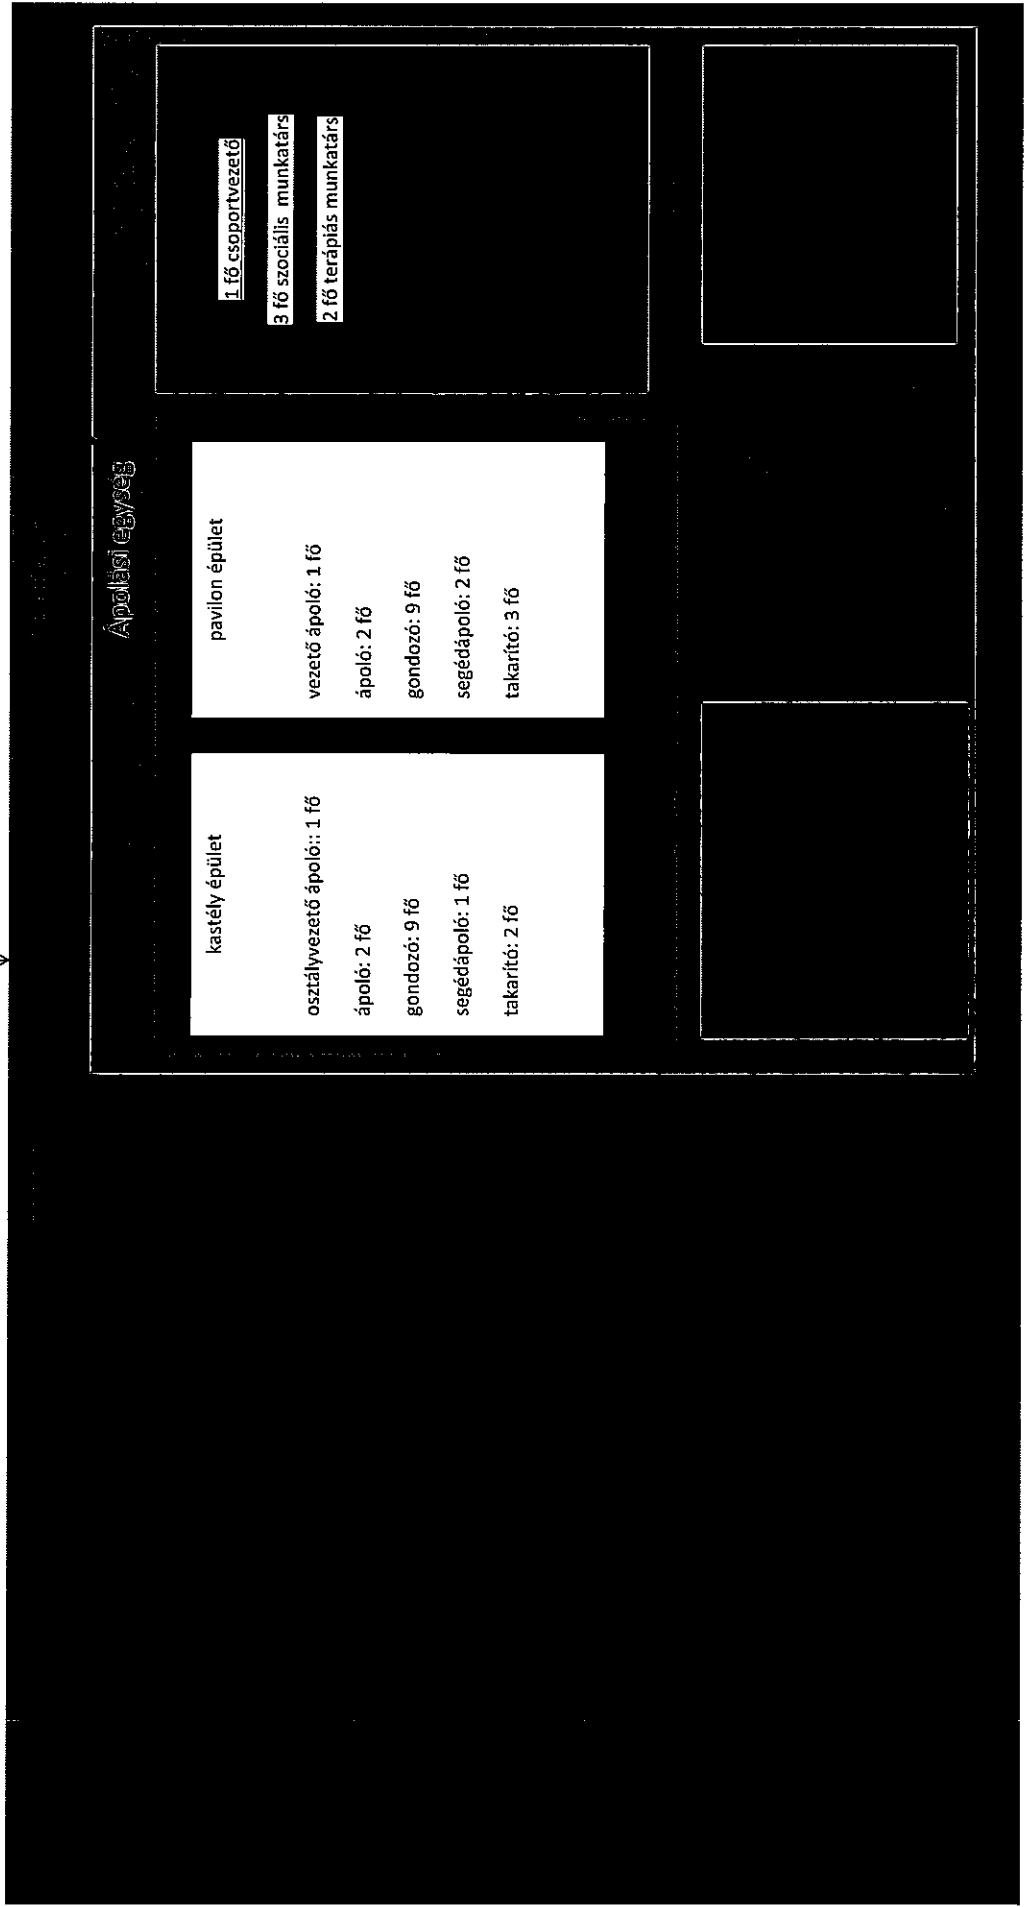 Ápolási egység
kastély épület
osztályvezető ápoló:: 1 fő
ápoló: 2 fő
gondozó: 9 fő
segédápoló: 1 fő
takarító: 2 fő
pavilon épület
vezető ápoló: 1 fő
ápoló: 2 fő
gondozó: 9 fő
segédápoló: 2 fő
takarító: 3 fő
1 fő csoportvezető
3 fő szociális munkatárs
2 fő terápiás munkatárs